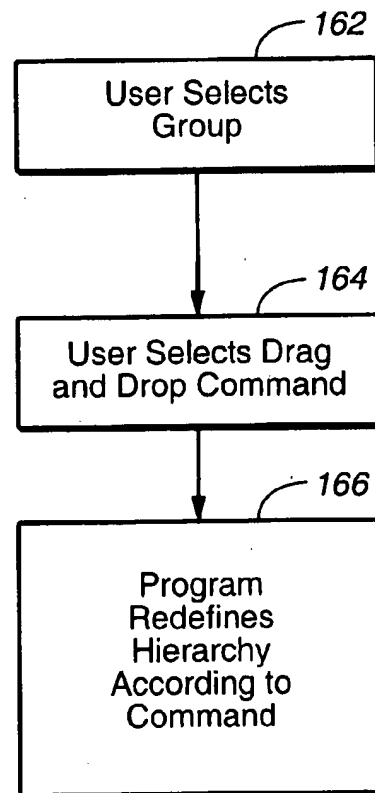 162
User Selects
Group
164
User Selects Drag
and Drop Command
166
Program
Redefines
Hierarchy
According to
Command